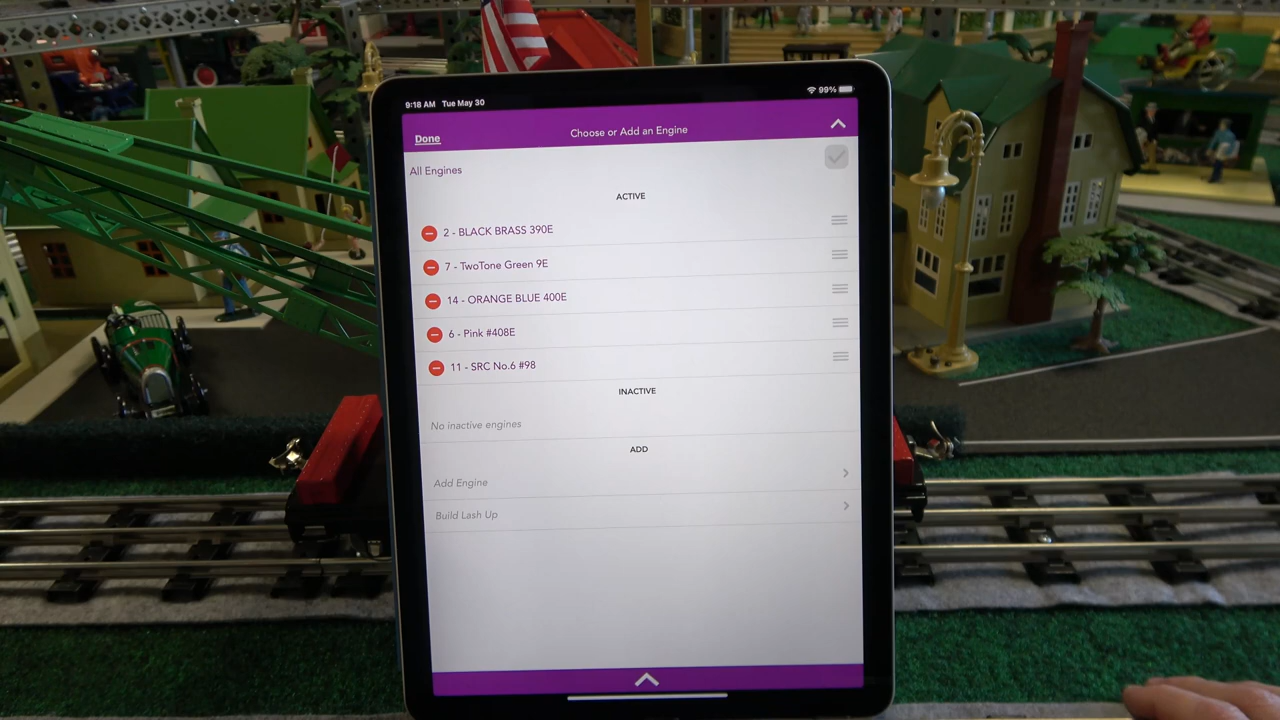 9:18 AM Tue May 30
99%
Done
Choose or Add an Engine
All Engines
ACTIVE
2 - BLACK BRASS 390E
7 - TwoTone Green 9E
14 - ORANGE BLUE 400E
6 - Pink #408E
11 - SRC No.6 #98
INACTIVE
No inactive engines
ADD
Add Engine
Build Lash Up